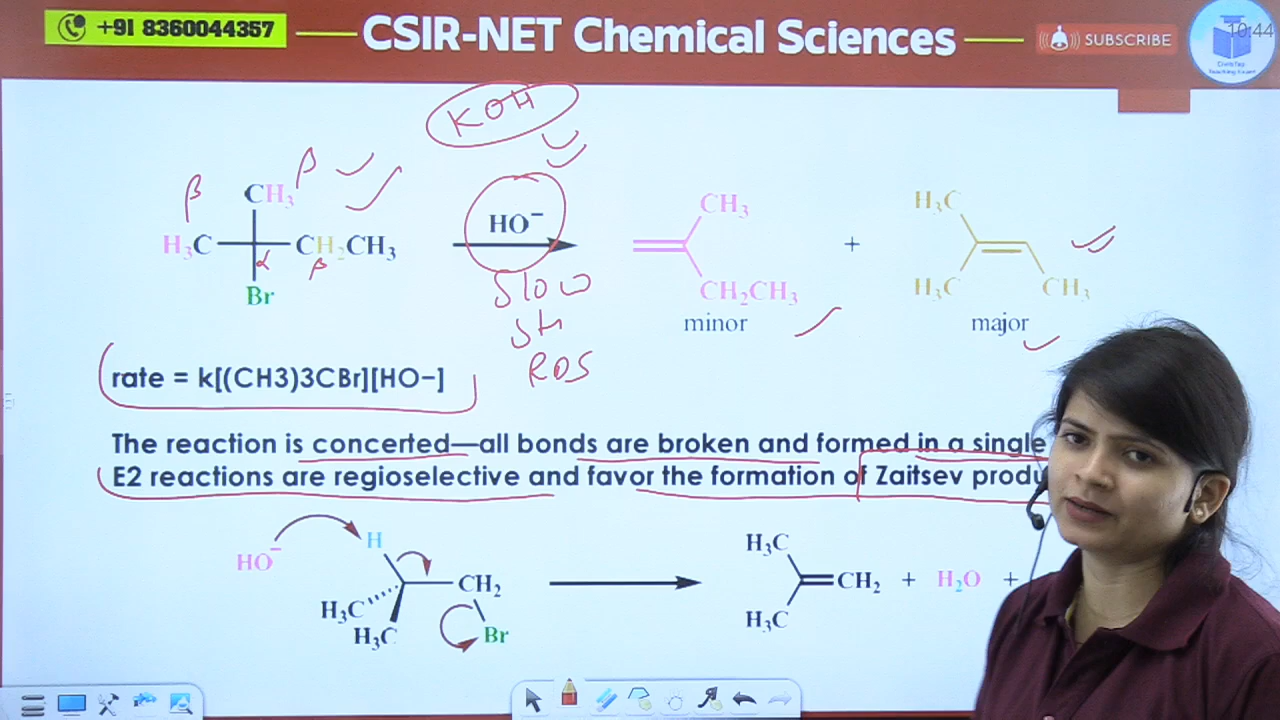 +91 8360044357
CSIR-NET Chemical Sciences
SUBSCRIBE
10:44
KOH
β
CH3
β
H3C
CH2CH3
α
β
Br
HO−
Slow
RDS
CH3
CH2CH3
minor
+
H3C
H3C
CH3
major
rate = k[(CH3)3CBr][HO−]
The reaction is concerted—all bonds are broken and formed in a single
E2 reactions are regioselective and favor the formation of Zaitsev produ
HO−
H
H3C
H3C
CH2
Br
H3C
H3C
CH2 + H2O +